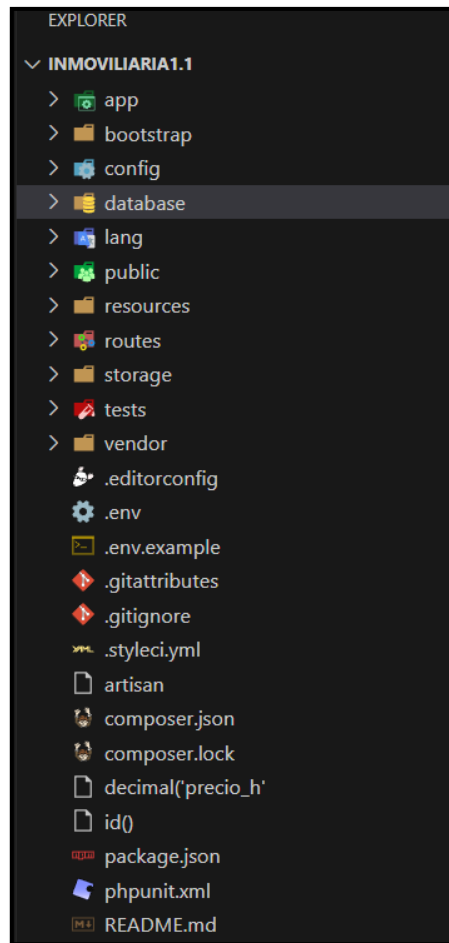 EXPLORER
INMOVILIARIA1.1
app
bootstrap
config
database
lang
public
resources
routes
storage
tests
vendor
.editorconfig
.env
.env.example
.gitattributes
.gitignore
.styleci.yml
artisan
composer.json
composer.lock
decimal('precio_h'
id()
package.json
phpunit.xml
README.md